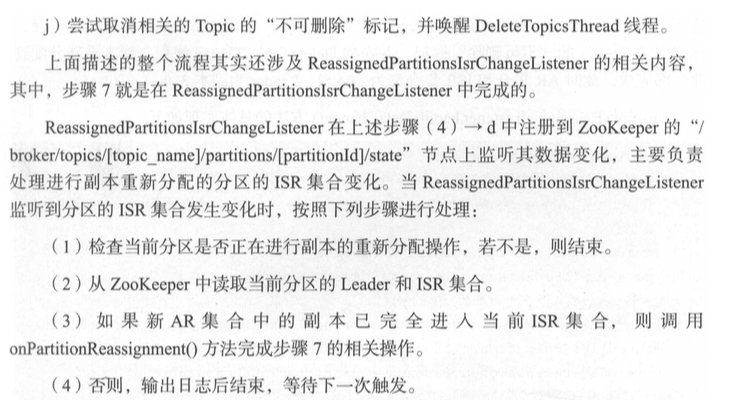 j）尝试取消相关的 Topic 的“不可删除”标记，并唤醒 DeleteTopicsThread 线程。
上面描述的整个流程其实还涉及 ReassignedPartitionsIsrChangeListener 的相关内容，
其中，步骤 7 就是在 ReassignedPartitionsIsrChangeListener 中完成的。
ReassignedPartitionsIsrChangeListener 在上述步骤（4）→ d 中注册到 ZooKeeper 的“/
broker/topics/[topic_name]/partitions/[partitionId]/state”节点上监听其数据变化，主要负责
处理进行副本重新分配的分区的 ISR 集合变化。当 ReassignedPartitionsIsrChangeListener
监听到分区的 ISR 集合发生变化时，按照下列步骤进行处理：
（1）检查当前分区是否正在进行副本的重新分配操作，若不是，则结束。
（2）从 ZooKeeper 中读取当前分区的 Leader 和 ISR 集合。
（3）如果新 AR 集合中的副本已完全进入当前 ISR 集合，则调用
onPartitionReassignment() 方法完成步骤 7 的相关操作。
（4）否则，输出日志后结束，等待下一次触发。